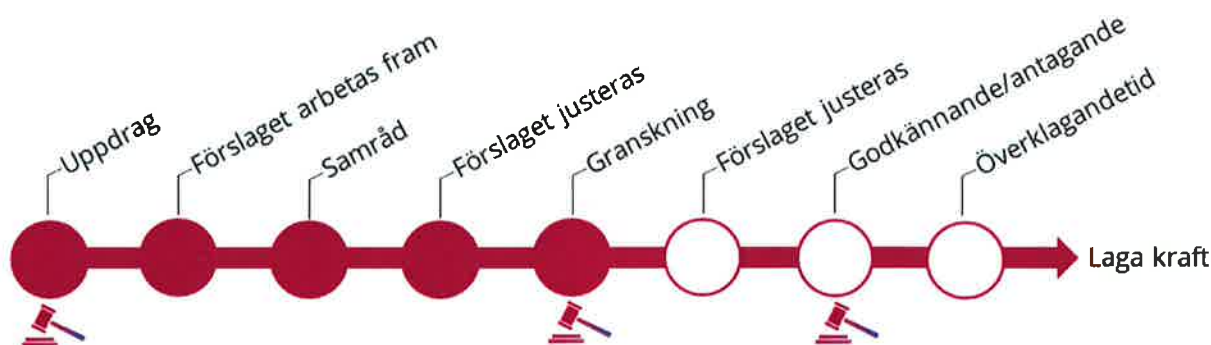 Uppdrag
Förslaget arbetas fram
Samråd
Förslaget justeras
Granskning
Förslaget justeras
Godkännande/antagande
Överklagandetid
Laga kraft